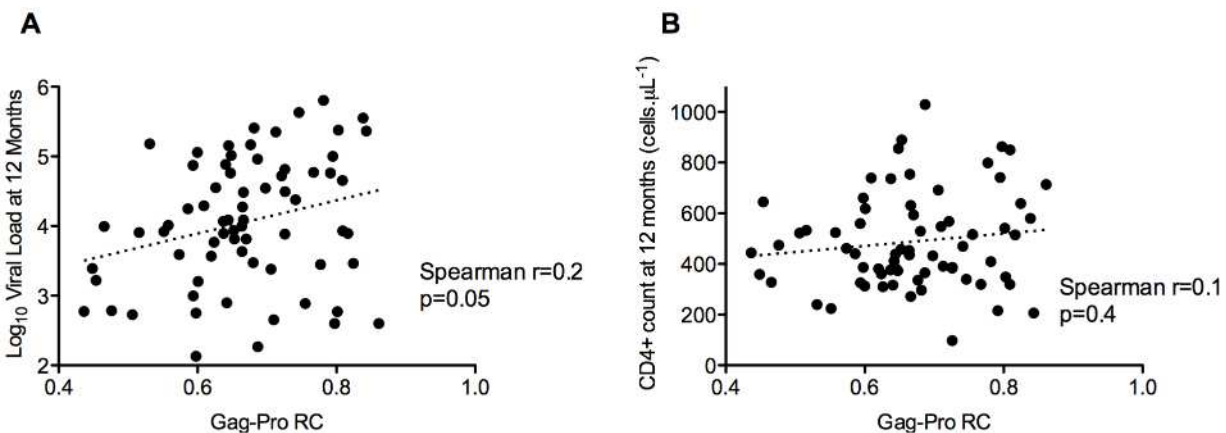 A
Log10 Viral Load at 12 Months
6
5
4
3
2
0.4
0.6
0.8
1.0
Gag-Pro RC
Spearman r=0.2
p=0.05
B
CD4+ count at 12 months (cells.µL⁻¹)
1000
800
600
400
200
0
0.4
0.6
0.8
1.0
Gag-Pro RC
Spearman r=0.1
p=0.4